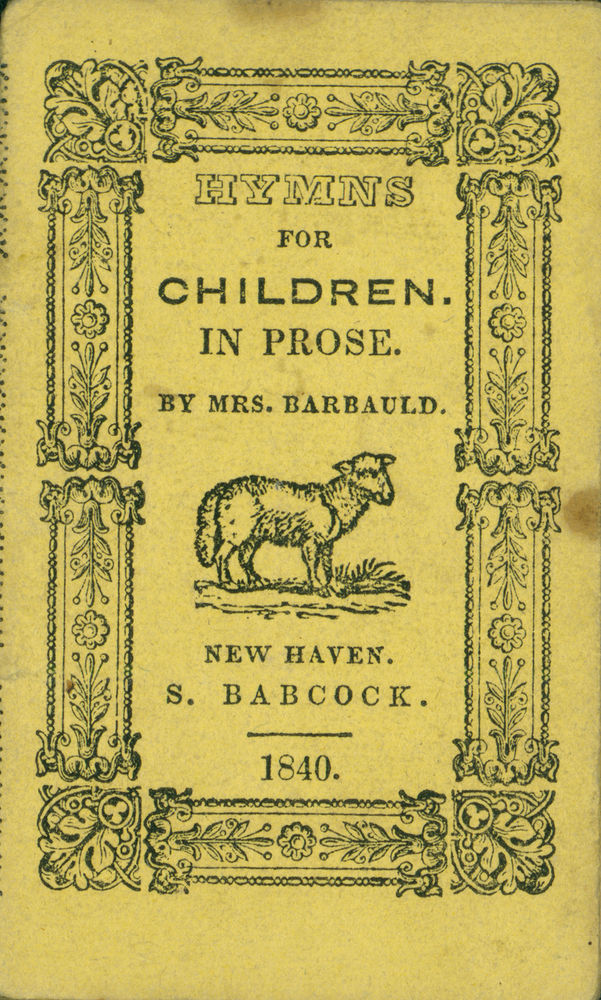 HYMNS
FOR
CHILDREN.
IN PROSE.
BY MRS. BARBAULD.
NEW HAVEN.
S. BABCOCK.
1840.